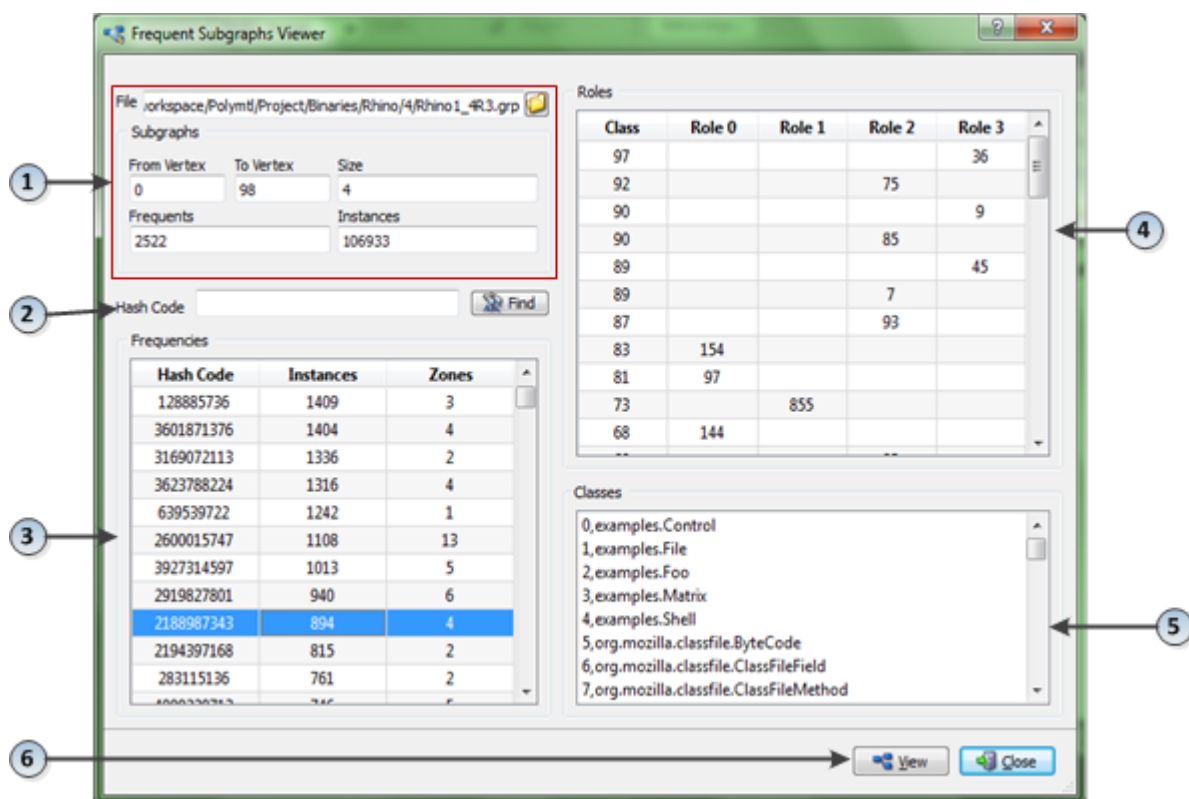 Frequent Subgraphs Viewer
File workspace/Polymtl/Project/Binaries/Rhino/4/Rhino1_4R3.grp
Subgraphs
From Vertex To Vertex Size
0 98 4
Frequents Instances
2522 106933
1
2
Hash Code Find
3
Frequencies
Hash Code Instances Zones
128885736 1409 3
3601871376 1404 4
3169072113 1336 2
3623788224 1316 4
639539722 1242 1
2600015747 1108 13
3927314597 1013 5
2919827801 940 6
2188987343 894 4
2194397168 815 2
283115136 761 2
Roles
Class Role 0 Role 1 Role 2 Role 3
97 36
92 75
90 9
90 85
89 45
89 7
87 93
83 154
81 97
73 855
68 144
4
Classes
0,examples.Control
1,examples.File
2,examples.Foo
3,examples.Matrix
4,examples.Shell
5,org.mozilla.classfile.ByteCode
6,org.mozilla.classfile.ClassFileField
7,org.mozilla.classfile.ClassFileMethod
5
6
View Close